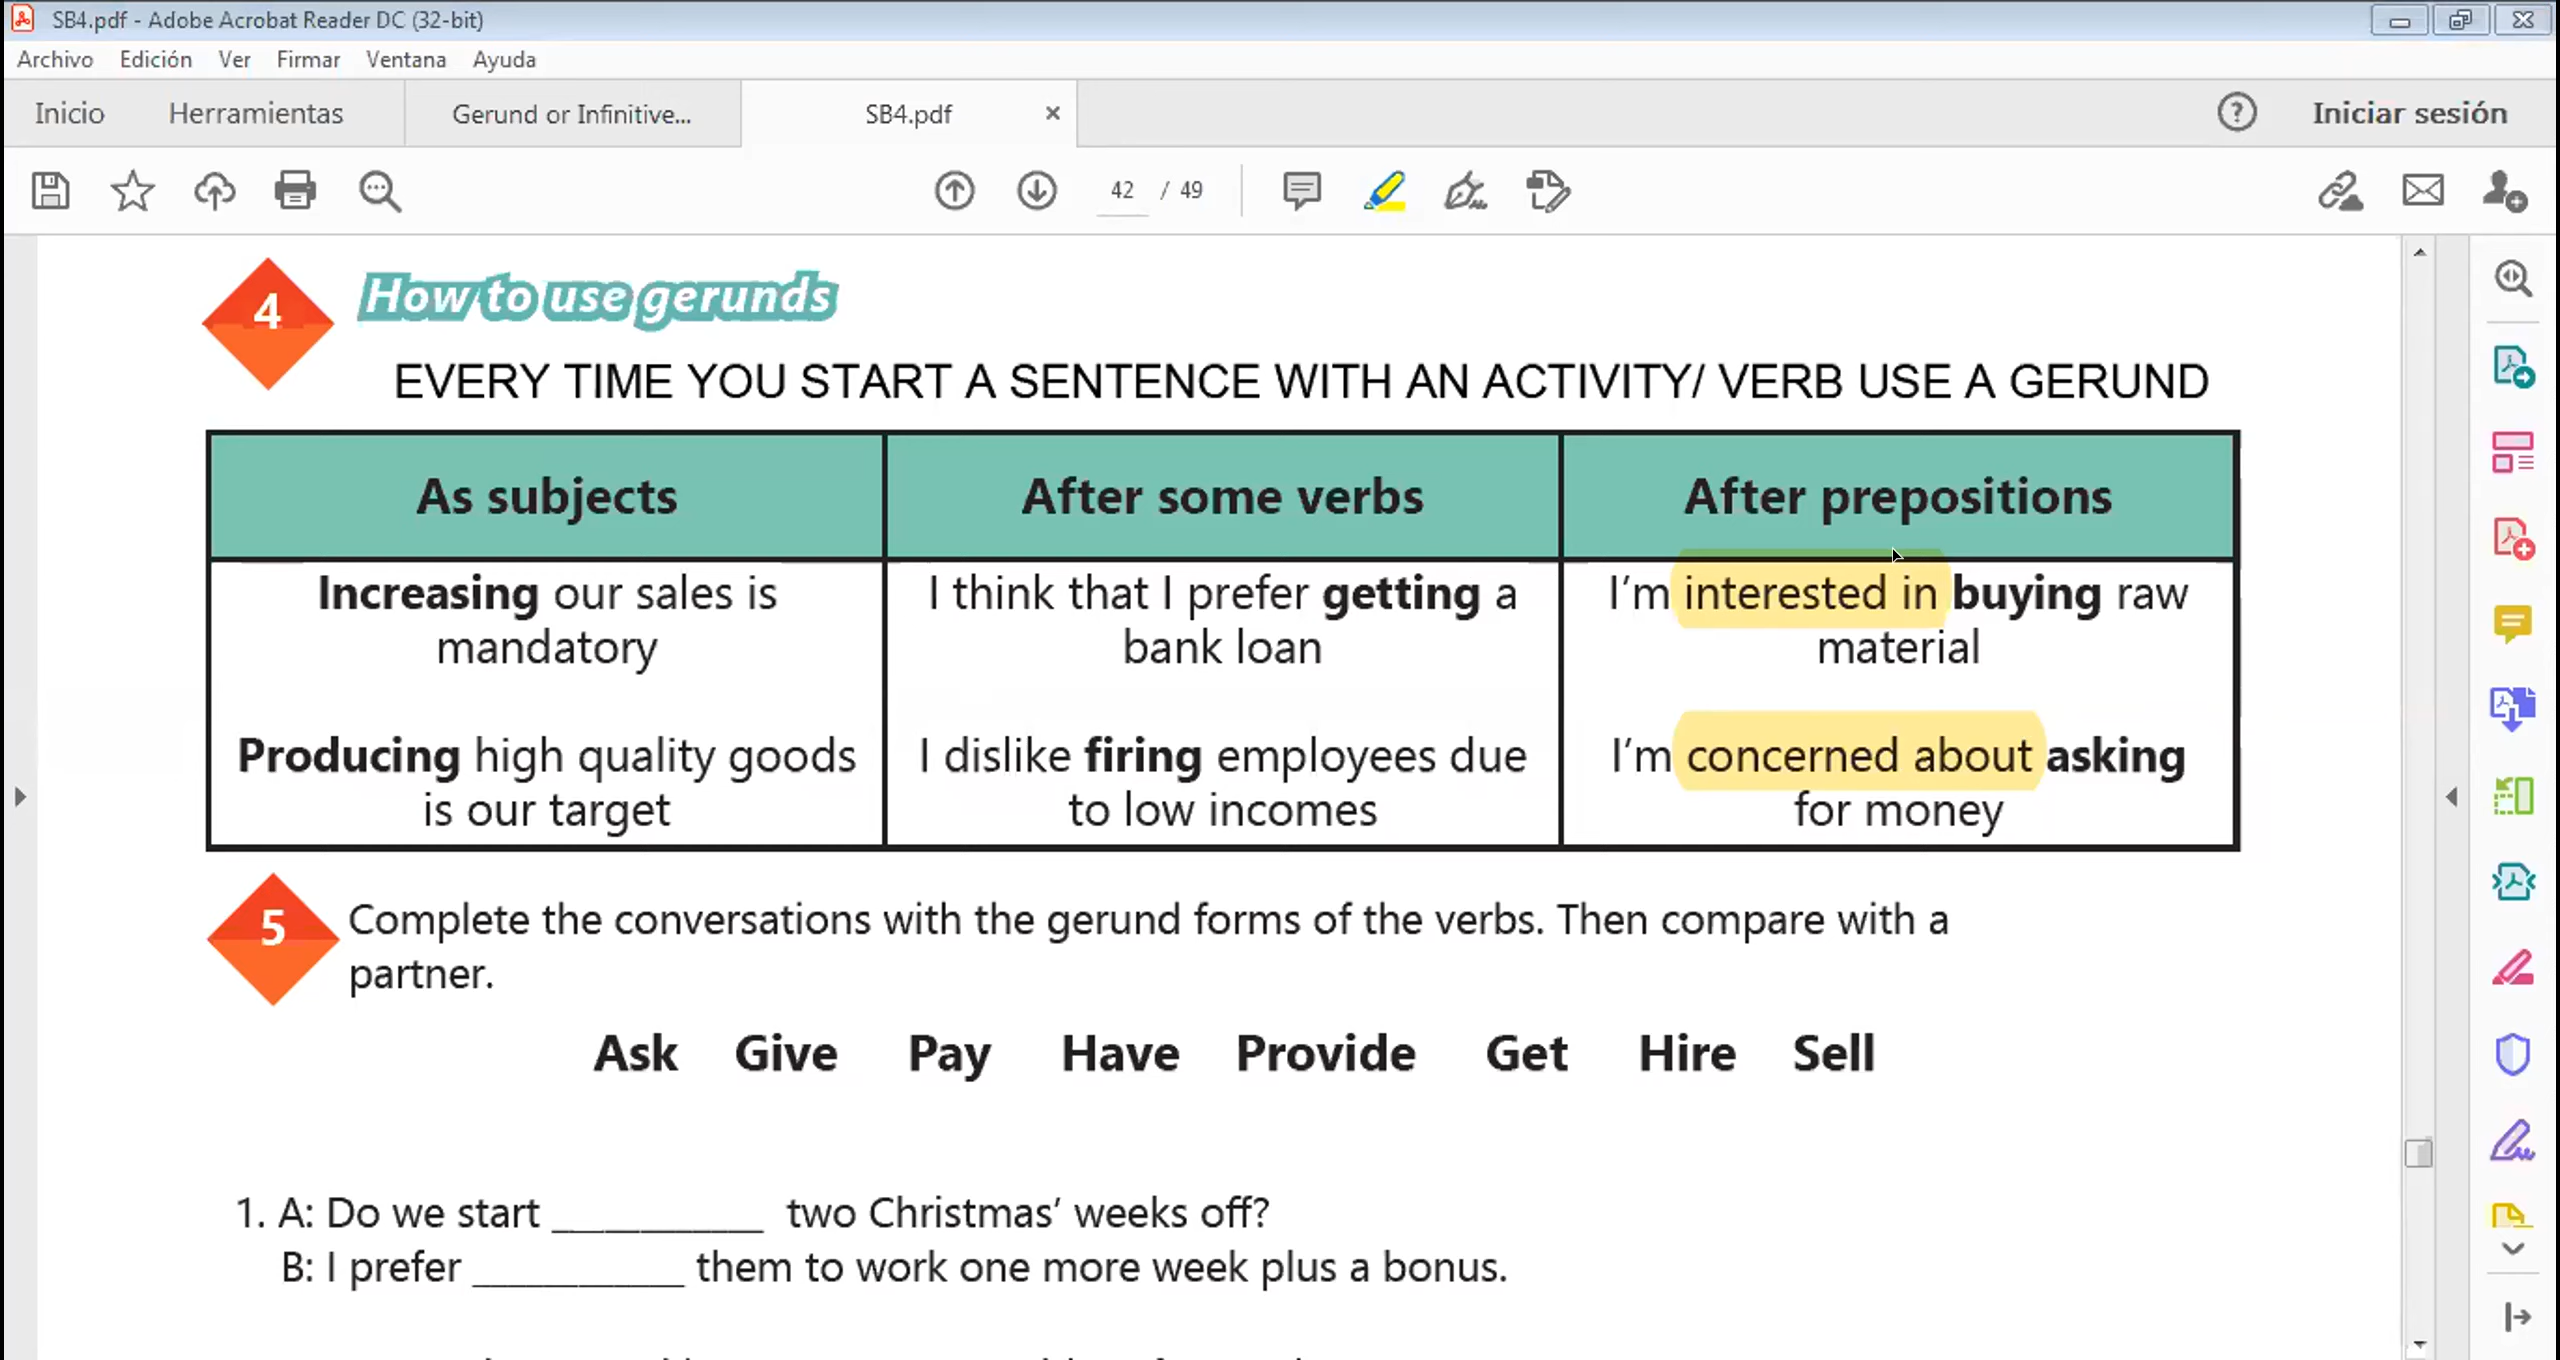 SB4.pdf - Adobe Acrobat Reader DC (32-bit)
Archivo Edición Ver Firmar Ventana Ayuda
Inicio Herramientas Gerund or Infinitive... SB4.pdf Iniciar sesión
42 / 49
4 How to use gerunds
EVERY TIME YOU START A SENTENCE WITH AN ACTIVITY/ VERB USE A GERUND
As subjects After some verbs After prepositions
Increasing our sales is
mandatory
Producing high quality goods
is our target
I think that I prefer getting a
bank loan
I dislike firing employees due
to low incomes
I'm interested in buying raw
material
I'm concerned about asking
for money
5 Complete the conversations with the gerund forms of the verbs. Then compare with a
partner.
Ask Give Pay Have Provide Get Hire Sell
1. A: Do we start __________ two Christmas' weeks off?
B: I prefer __________ them to work one more week plus a bonus.